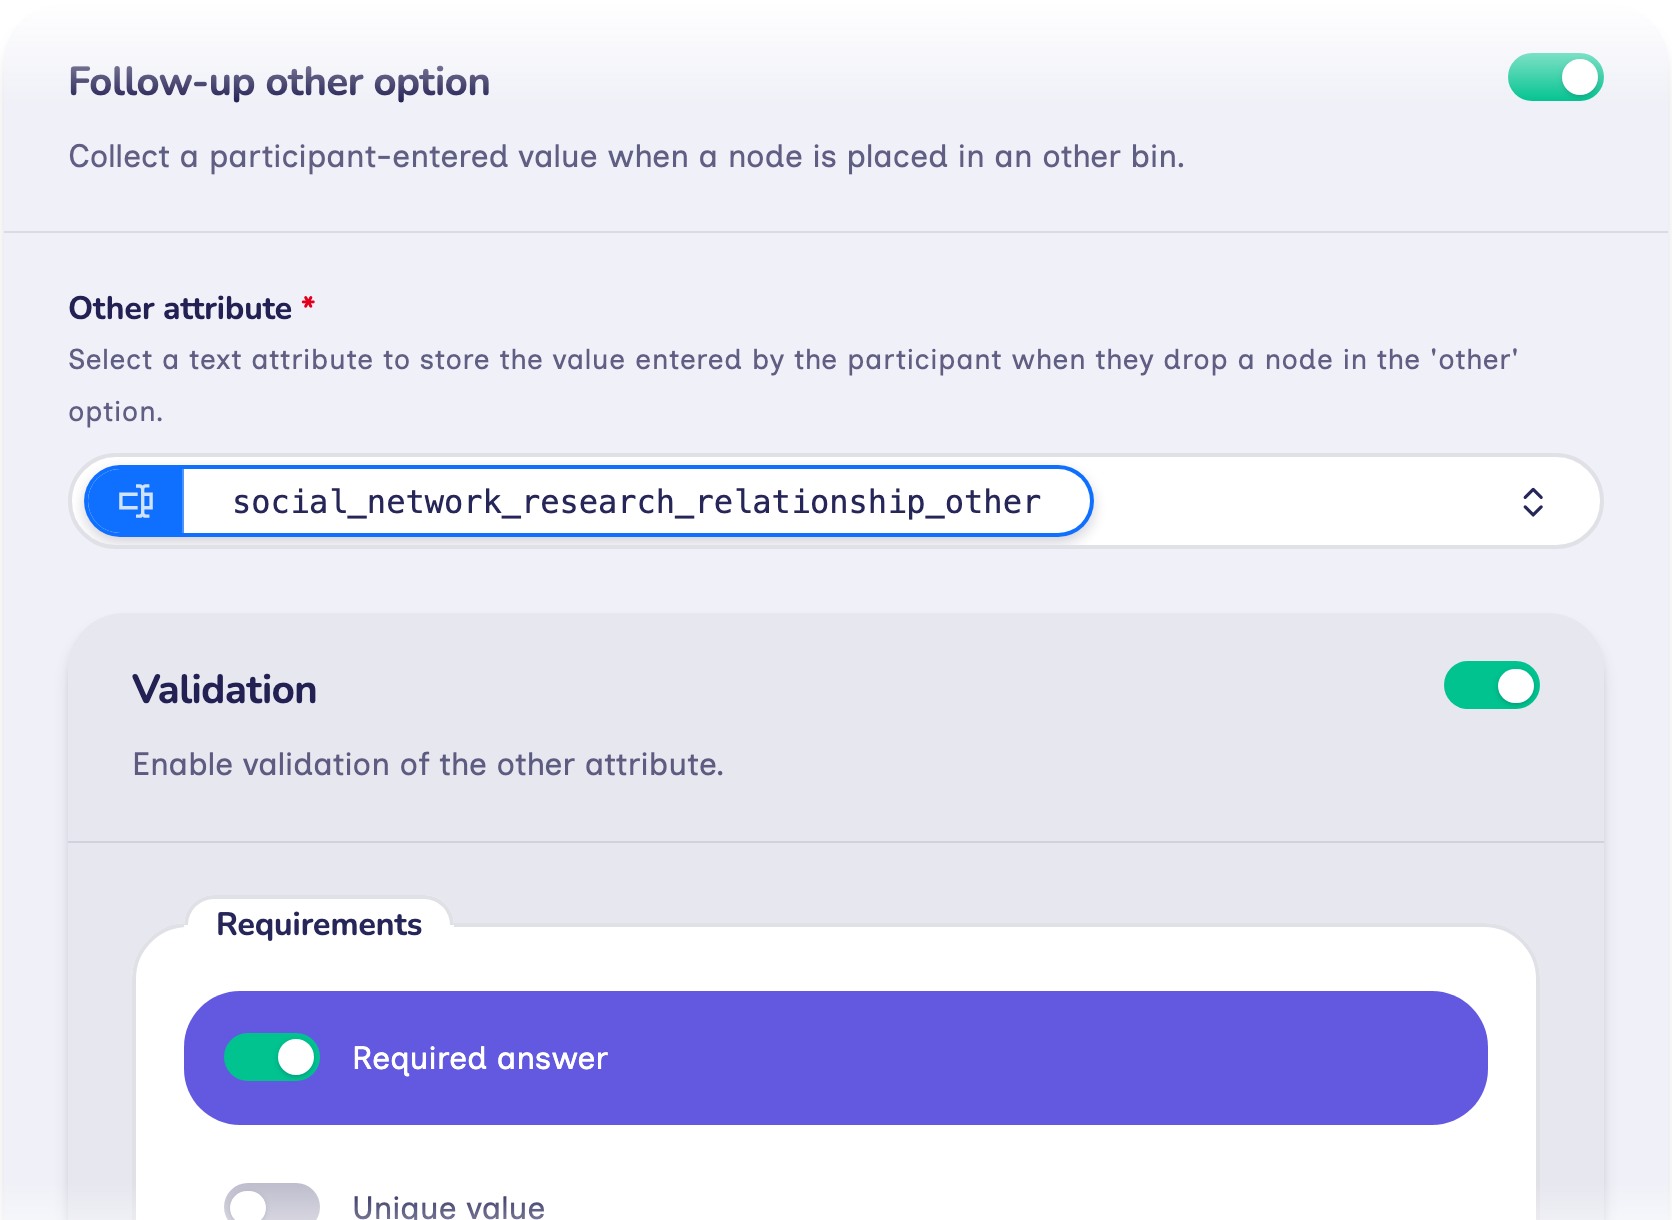 Follow-up other option
Collect a participant-entered value when a node is placed in an other bin.
Other attribute *
Select a text attribute to store the value entered by the participant when they drop a node in the 'other'
option.
social_network_research_relationship_other
Validation
Enable validation of the other attribute.
Requirements
Required answer
Unique value